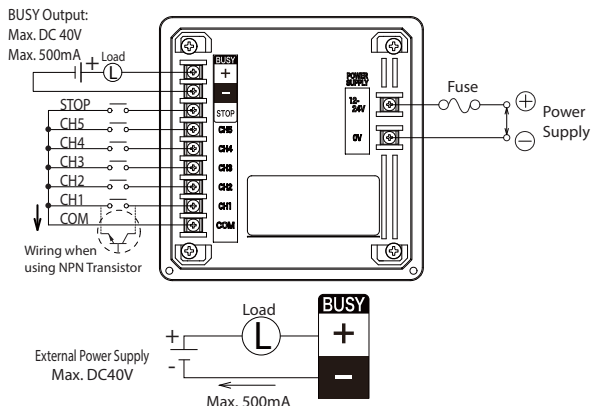 BUSY Output:
Max. DC 40V
Max. 500mA
+
Load
L
STOP
CH5
CH4
CH3
CH2
CH1
COM
Wiring when
using NPN Transistor
BUSY
+
–
STOP
CH5
CH4
CH3
CH2
CH1
COM
POWER
SUPPLY
12-
24V
0V
Fuse
+
Power
Supply
–
External Power Supply
Max. DC40V
+
-
Load
L
Max. 500mA
BUSY
+
–